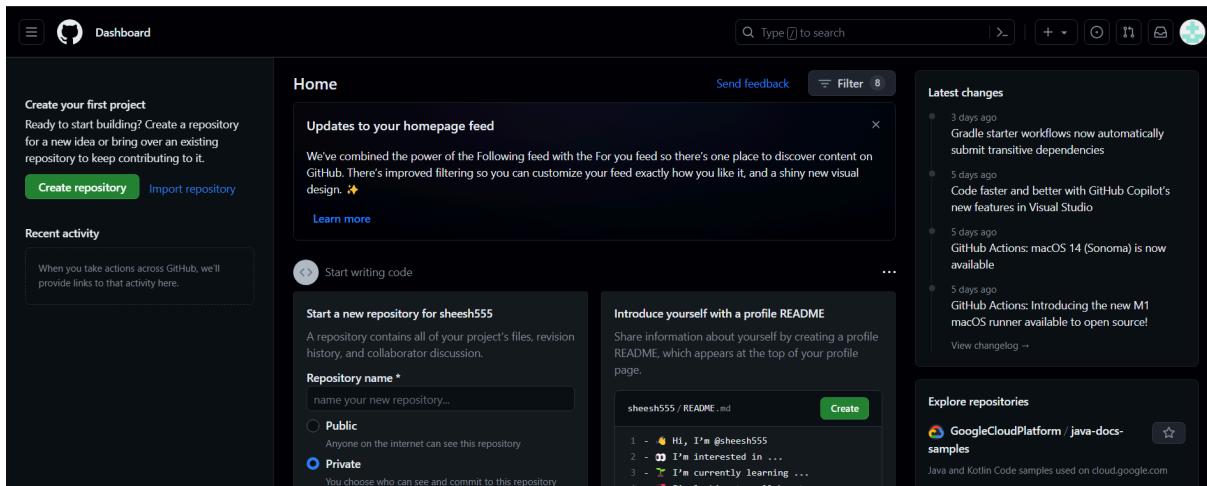 Dashboard
Type / to search
Create your first project
Ready to start building? Create a repository
for a new idea or bring over an existing
repository to keep contributing to it.
Create repository
Import repository
Recent activity
When you take actions across GitHub, we'll
provide links to that activity here.
Home
Send feedback
Filter 8
Updates to your homepage feed
We've combined the power of the Following feed with the For you feed so there's one place to discover content on
GitHub. There's improved filtering so you can customize your feed exactly how you like it, and a shiny new visual
design. ✨
Learn more
Start writing code
Start a new repository for sheesh555
A repository contains all of your project's files, revision
history, and collaborator discussion.
Repository name *
name your new repository...
Public
Anyone on the internet can see this repository
Private
You choose who can see and commit to this repository
Introduce yourself with a profile README
Share information about yourself by creating a profile
README, which appears at the top of your profile
page.
sheesh555 / README.md
Create
1 - 👋 Hi, I'm @sheesh555
2 - 👀 I'm interested in ...
3 - 🌱 I'm currently learning ...
Latest changes
3 days ago
Gradle starter workflows now automatically
submit transitive dependencies
5 days ago
Code faster and better with GitHub Copilot's
new features in Visual Studio
5 days ago
GitHub Actions: macOS 14 (Sonoma) is now
available
5 days ago
GitHub Actions: Introducing the new M1
macOS runner available to open source!
View changelog →
Explore repositories
GoogleCloudPlatform / java-docs-
samples
Java and Kotlin Code samples used on cloud.google.com